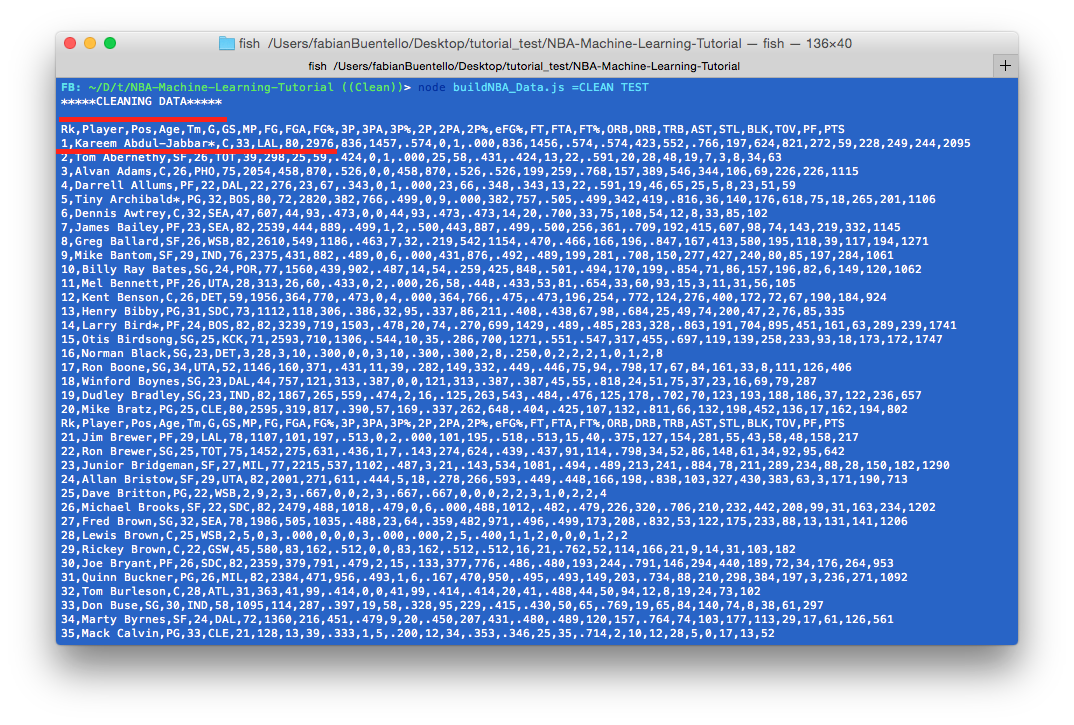 fish /Users/fabianBuentello/Desktop/tutorial_test/NBA-Machine-Learning-Tutorial — fish — 136×40
fish /Users/fabianBuentello/Desktop/tutorial_test/NBA-Machine-Learning-Tutorial
+
FB: ~/D/t/NBA-Machine-Learning-Tutorial ((Clean))> node buildNBA_Data.js =CLEAN TEST
*****CLEANING DATA*****
Rk,Player,Pos,Age,Tm,G,GS,MP,FG,FGA,FG%,3P,3PA,3P%,2P,2PA,2P%,eFG%,FT,FTA,FT%,ORB,DRB,TRB,AST,STL,BLK,TOV,PF,PTS
1,Kareem Abdul-Jabbar*,C,33,LAL,80,2976,836,1457,.574,0,1,.000,836,1456,.574,.574,423,552,.766,197,624,821,272,59,228,249,244,2095
2,Tom Abernethy,SF,26,TOT,39,298,25,59,.424,0,1,.000,25,58,.431,.424,13,22,.591,20,28,48,19,7,3,8,34,63
3,Alvan Adams,C,26,PHO,75,2054,458,870,.526,0,0,458,870,.526,.526,199,259,.768,157,389,546,344,106,69,226,226,1115
4,Darrell Allums,PF,22,DAL,22,276,23,67,.343,0,1,.000,23,66,.348,.343,13,22,.591,19,46,65,25,5,8,23,51,59
5,Tiny Archibald*,PG,32,BOS,80,72,2820,382,766,.499,0,9,.000,382,757,.505,.499,342,419,.816,36,140,176,618,75,18,265,201,1106
6,Dennis Awtrey,C,32,SEA,47,607,44,93,.473,0,0,44,93,.473,.473,14,20,.700,33,75,108,54,12,8,33,85,102
7,James Bailey,PF,23,SEA,82,2539,444,889,.499,1,2,.500,443,887,.499,.500,256,361,.709,192,415,607,98,74,143,219,332,1145
8,Greg Ballard,SF,26,WSB,82,2610,549,1186,.463,7,32,.219,542,1154,.470,.466,166,196,.847,167,413,580,195,118,39,117,194,1271
9,Mike Bantom,SF,29,IND,76,2375,431,882,.489,0,6,.000,431,876,.492,.489,199,281,.708,150,277,427,240,80,85,197,284,1061
10,Billy Ray Bates,SG,24,POR,77,1560,439,902,.487,14,54,.259,425,848,.501,.494,170,199,.854,71,86,157,196,82,6,149,120,1062
11,Mel Bennett,PF,26,UTA,28,313,26,60,.433,0,2,.000,26,58,.448,.433,53,81,.654,33,60,93,15,3,11,31,56,105
12,Kent Benson,C,26,DET,59,1956,364,770,.473,0,4,.000,364,766,.475,.473,196,254,.772,124,276,400,172,72,67,190,184,924
13,Henry Bibby,PG,31,SDC,73,1112,118,306,.386,32,95,.337,86,211,.408,.438,67,98,.684,25,49,74,200,47,2,76,85,335
14,Larry Bird*,PF,24,BOS,82,82,3239,719,1503,.478,20,74,.270,699,1429,.489,.485,283,328,.863,191,704,895,451,161,63,289,239,1741
15,Otis Birdsong,SG,25,KCK,71,2593,710,1306,.544,10,35,.286,700,1271,.551,.547,317,455,.697,119,139,258,233,93,18,173,172,1747
16,Norman Black,SG,23,DET,3,28,3,10,.300,0,0,3,10,.300,.300,2,8,.250,0,2,2,2,1,0,1,2,8
17,Ron Boone,SG,34,UTA,52,1146,160,371,.431,11,39,.282,149,332,.449,.446,75,94,.798,17,67,84,161,33,8,111,126,406
18,Winford Boynes,SG,23,DAL,44,757,121,313,.387,0,0,121,313,.387,.387,45,55,.818,24,51,75,37,23,16,69,79,287
19,Dudley Bradley,SG,23,IND,82,1867,265,559,.474,2,16,.125,263,543,.484,.476,125,178,.702,70,123,193,188,186,37,122,236,657
20,Mike Bratz,PG,25,CLE,80,2595,319,817,.390,57,169,.337,262,648,.404,.425,107,132,.811,66,132,198,452,136,17,162,194,802
Rk,Player,Pos,Age,Tm,G,GS,MP,FG,FGA,FG%,3P,3PA,3P%,2P,2PA,2P%,eFG%,FT,FTA,FT%,ORB,DRB,TRB,AST,STL,BLK,TOV,PF,PTS
21,Jim Brewer,PF,29,LAL,78,1107,101,197,.513,0,2,.000,101,195,.518,.513,15,40,.375,127,154,281,55,43,58,48,158,217
22,Ron Brewer,SG,25,TOT,75,1452,275,631,.436,1,7,.143,274,624,.439,.437,91,114,.798,34,52,86,148,61,34,92,95,642
23,Junior Bridgeman,SF,27,MIL,77,2215,537,1102,.487,3,21,.143,534,1081,.494,.489,213,241,.884,78,211,289,234,88,28,150,182,1290
24,Allan Bristow,SF,29,UTA,82,2001,271,611,.444,5,18,.278,266,593,.449,.448,166,198,.838,103,327,430,383,63,3,171,190,713
25,Dave Britton,PG,22,WSB,2,9,2,3,.667,0,0,2,3,.667,.667,0,0,0,2,2,3,1,0,2,2,4
26,Michael Brooks,SF,22,SDC,82,2479,488,1018,.479,0,6,.000,488,1012,.482,.479,226,320,.706,210,232,442,208,99,31,163,234,1202
27,Fred Brown,SG,32,SEA,78,1986,505,1035,.488,23,64,.359,482,971,.496,.499,173,208,.832,53,122,175,233,88,13,131,141,1206
28,Lewis Brown,C,25,WSB,2,5,0,3,.000,0,0,0,3,.000,.000,2,5,.400,1,1,2,0,0,0,1,2,2
29,Rickey Brown,C,22,GSW,45,580,83,162,.512,0,0,83,162,.512,.512,16,21,.762,52,114,166,21,9,14,31,103,182
30,Joe Bryant,PF,26,SDC,82,2359,379,791,.479,2,15,.133,377,776,.486,.480,193,244,.791,146,294,440,189,72,34,176,264,953
31,Quinn Buckner,PG,26,MIL,82,2384,471,956,.493,1,6,.167,470,950,.495,.493,149,203,.734,88,210,298,384,197,3,236,271,1092
32,Tom Burleson,C,28,ATL,31,363,41,99,.414,0,0,41,99,.414,.414,20,41,.488,44,50,94,12,8,19,24,73,102
33,Don Buse,SG,30,IND,58,1095,114,287,.397,19,58,.328,95,229,.415,.430,50,65,.769,19,65,84,140,74,8,38,61,297
34,Marty Byrnes,SF,24,DAL,72,1360,216,451,.479,9,20,.450,207,431,.480,.489,120,157,.764,74,103,177,113,29,17,61,126,561
35,Mack Calvin,PG,33,CLE,21,128,13,39,.333,1,5,.200,12,34,.353,.346,25,35,.714,2,10,12,28,5,0,17,13,52